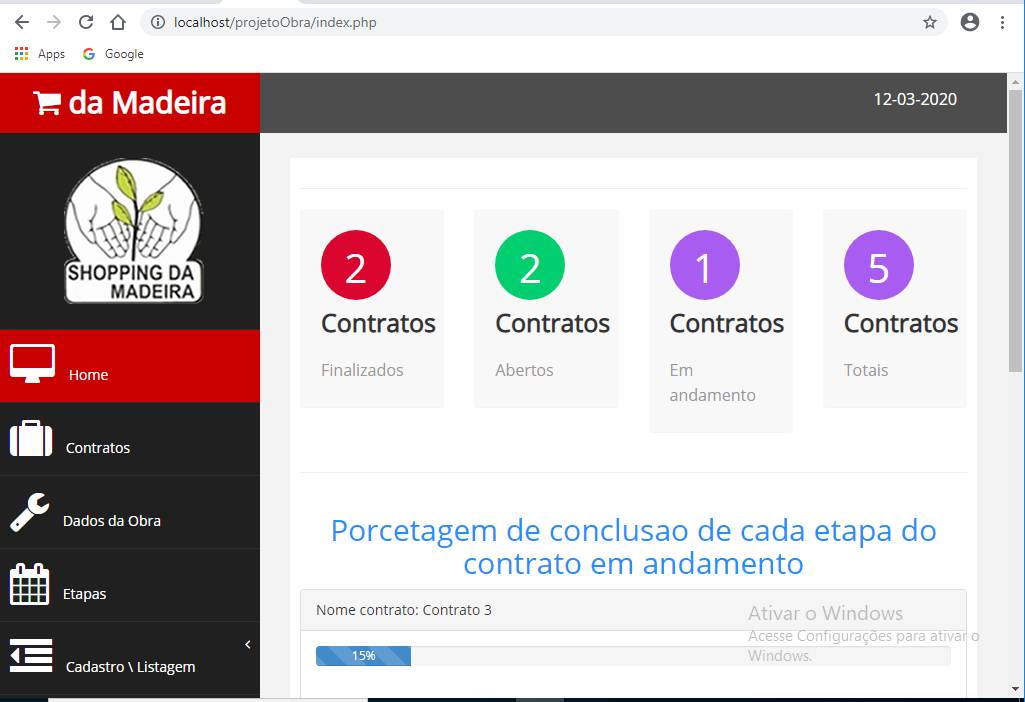 localhost/projetoObra/index.php
Apps
Google
da Madeira
12-03-2020
SHOPPING DA
MADEIRA
Home
Contratos
Dados da Obra
Etapas
Cadastro \ Listagem
2
Contratos
Finalizados
2
Contratos
Abertos
1
Contratos
Em
andamento
5
Contratos
Totais
Porcetagem de conclusao de cada etapa do
contrato em andamento
Nome contrato: Contrato 3
15%
Ativar o Windows
Acesse Configurações para ativar o
Windows.